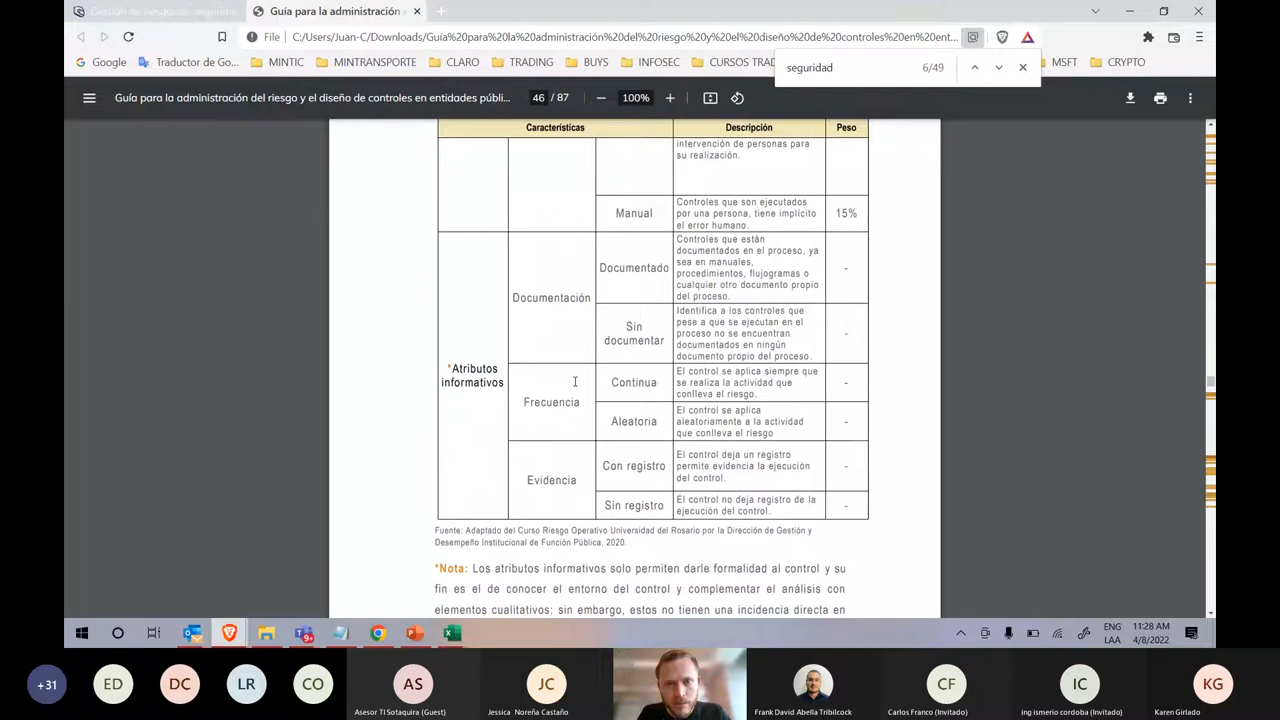 Gestión de riesgos de seguridad
Guía para la administración d
File
C:/Users/Juan-C/Downloads/Guía%20para%20la%20administración%20del%20riesgo%20y%20el%20diseño%20de%20controles%20en%20ent...
Google
Traductor de Go...
MINTIC
MINTRANSPORTE
CLARO
TRADING
BUYS
INFOSEC
CURSOS TRAD
MSFT
CRYPTO
seguridad
6/49
Guía para la administración del riesgo y el diseño de controles en entidades públi...
46 / 87
100%
Características
Descripción
Peso
intervención de personas para
su realización.
Manual
Controles que son ejecutados
por una persona, tiene implícito
el error humano.
15%
*Atributos
informativos
Documentación
Documentado
Controles que están
documentados en el proceso, ya
sea en manuales,
procedimientos, flujogramas o
cualquier otro documento propio
del proceso.
-
Sin
documentar
Identifica a los controles que
pese a que se ejecutan en el
proceso no se encuentran
documentados en ningún
documento propio del proceso.
-
Frecuencia
Continua
El control se aplica siempre que
se realiza la actividad que
conlleva el riesgo.
-
Aleatoria
El control se aplica
aleatoriamente a la actividad
que conlleva el riesgo
-
Evidencia
Con registro
El control deja un registro
permite evidencia la ejecución
del control.
-
Sin registro
El control no deja registro de la
ejecución del control.
-
Fuente: Adaptado del Curso Riesgo Operativo Universidad del Rosario por la Dirección de Gestión y
Desempeño Institucional de Función Pública, 2020.
*Nota: Los atributos informativos solo permiten darle formalidad al control y su
fin es el de conocer el entorno del control y complementar el análisis con
elementos cualitativos; sin embargo, estos no tienen una incidencia directa en
9+
ENG
LAA
11:28 AM
4/8/2022
+31
ED
DC
LR
CO
AS
Asesor TI Sotaquira (Guest)
JC
Jessica Noreña Castaño
Frank David Abella Tribilcock
CF
Carlos Franco (Invitado)
IC
ing ismerio cordoba (Invitado)
KG
Karen Girlado